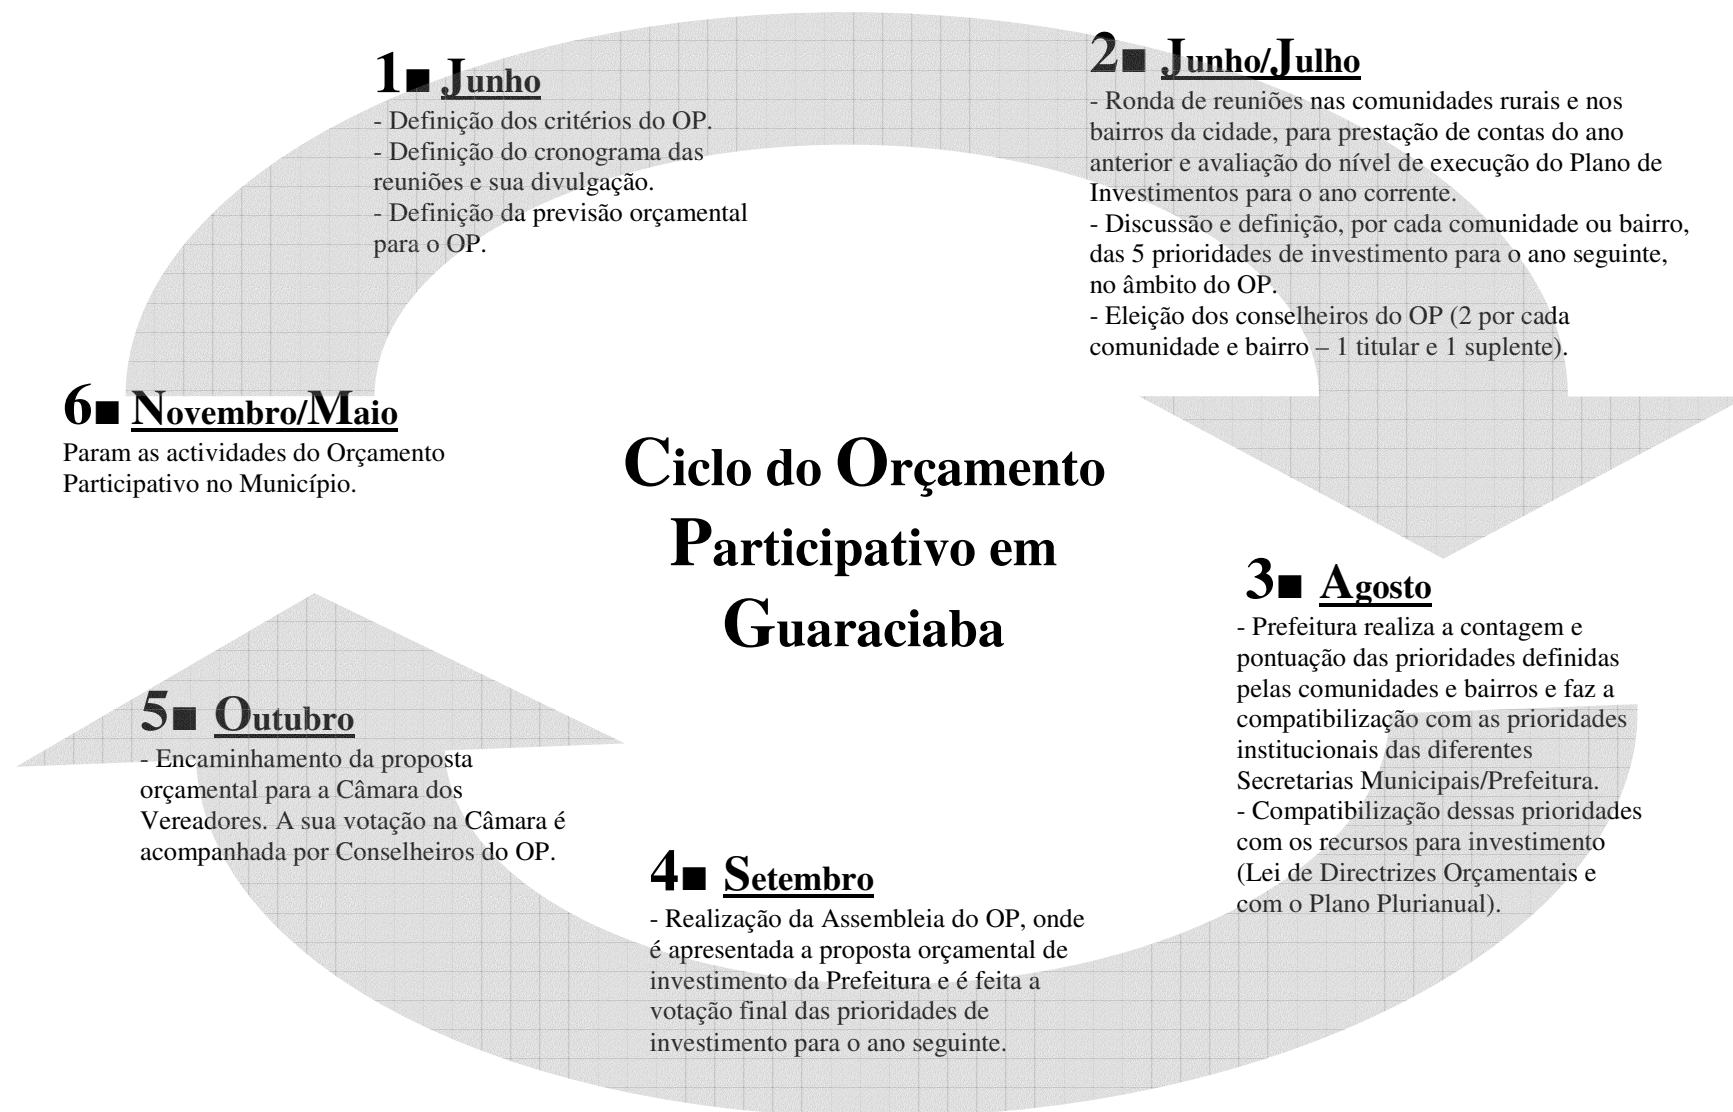 1■ Junho
- Definição dos critérios do OP.
- Definição do cronograma das
reuniões e sua divulgação.
- Definição da previsão orçamental
para o OP.
2■ Junho/Julho
- Ronda de reuniões nas comunidades rurais e nos
bairros da cidade, para prestação de contas do ano
anterior e avaliação do nível de execução do Plano de
Investimentos para o ano corrente.
- Discussão e definição, por cada comunidade ou bairro,
das 5 prioridades de investimento para o ano seguinte,
no âmbito do OP.
- Eleição dos conselheiros do OP (2 por cada
comunidade e bairro – 1 titular e 1 suplente).
6■ Novembro/Maio
Param as actividades do Orçamento
Participativo no Município.
Ciclo do Orçamento
Participativo em
Guaraciaba
3■ Agosto
- Prefeitura realiza a contagem e
pontuação das prioridades definidas
pelas comunidades e bairros e faz a
compatibilização com as prioridades
institucionais das diferentes
Secretarias Municipais/Prefeitura.
- Compatibilização dessas prioridades
com os recursos para investimento
(Lei de Directrizes Orçamentais e
com o Plano Plurianual).
5■ Outubro
- Encaminhamento da proposta
orçamental para a Câmara dos
Vereadores. A sua votação na Câmara é
acompanhada por Conselheiros do OP.
4■ Setembro
- Realização da Assembleia do OP, onde
é apresentada a proposta orçamental de
investimento da Prefeitura e é feita a
votação final das prioridades de
investimento para o ano seguinte.